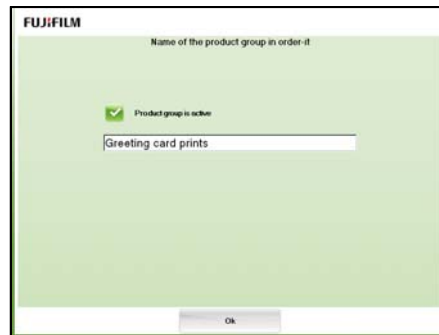 FUJIFILM
Name of the product group in order-it
Product group is active
Greeting card prints
Ok